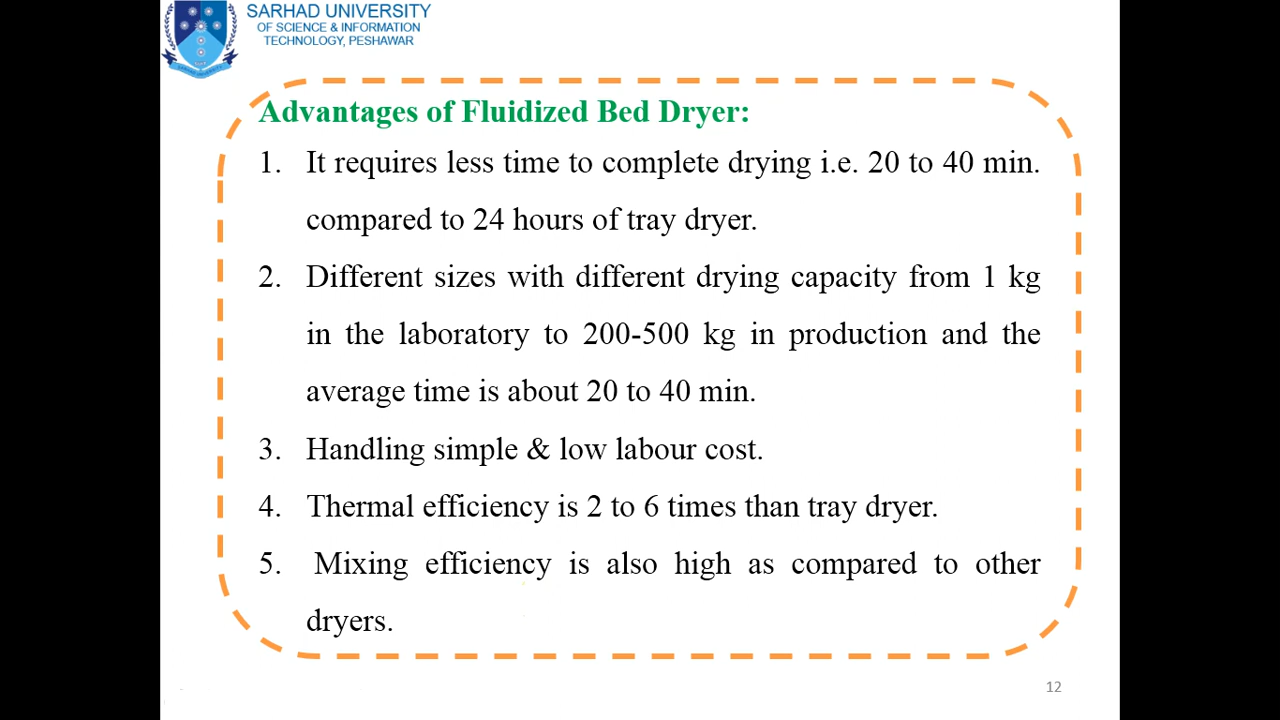 SARHAD UNIVERSITY
OF SCIENCE & INFORMATION
TECHNOLOGY, PESHAWAR
Advantages of Fluidized Bed Dryer:
1. It requires less time to complete drying i.e. 20 to 40 min.
compared to 24 hours of tray dryer.
2. Different sizes with different drying capacity from 1 kg
in the laboratory to 200-500 kg in production and the
average time is about 20 to 40 min.
3. Handling simple & low labour cost.
4. Thermal efficiency is 2 to 6 times than tray dryer.
5. Mixing efficiency is also high as compared to other
dryers.
12